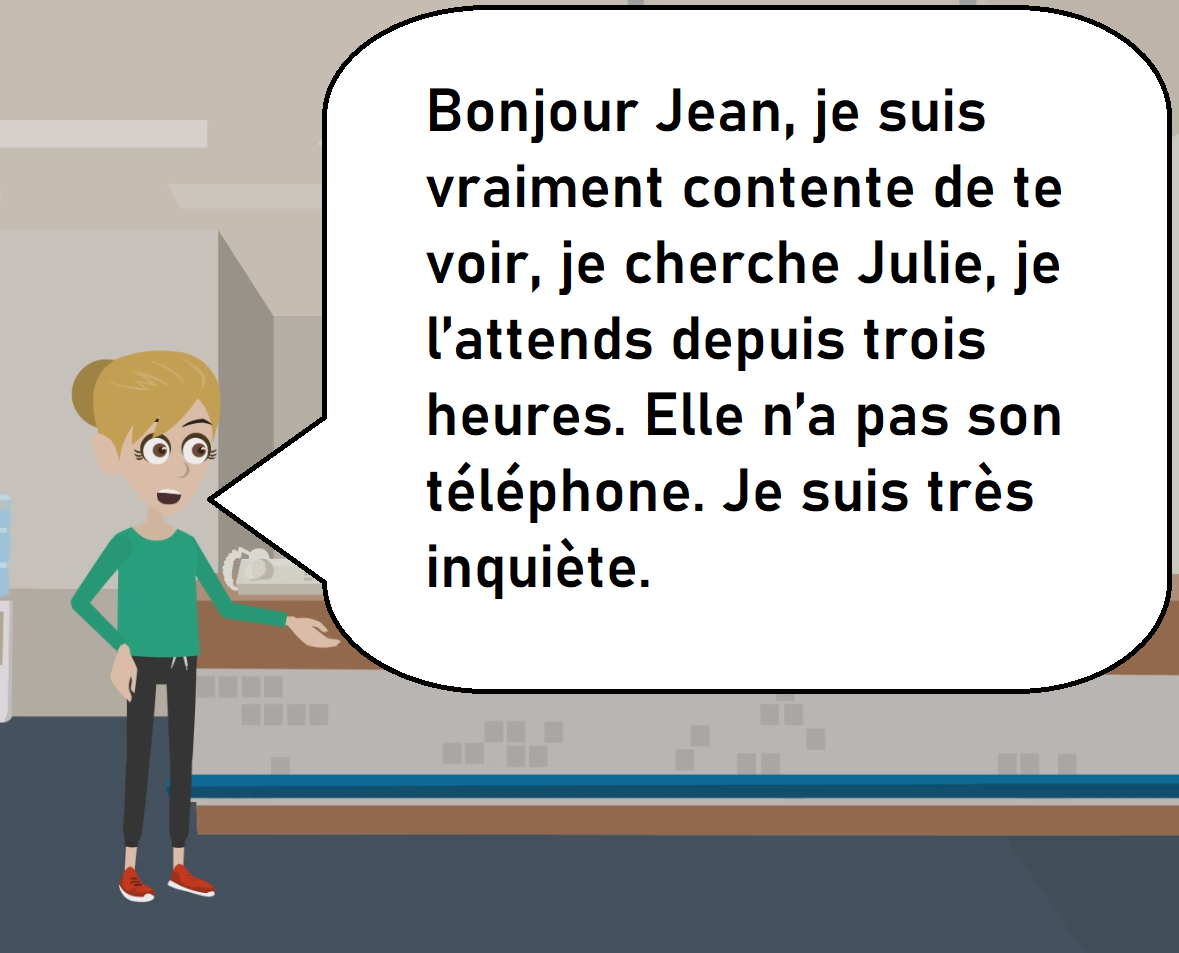 Bonjour Jean, je suis
vraiment contente de te
voir, je cherche Julie, je
l’attends depuis trois
heures. Elle n’a pas son
téléphone. Je suis très
inquiète.